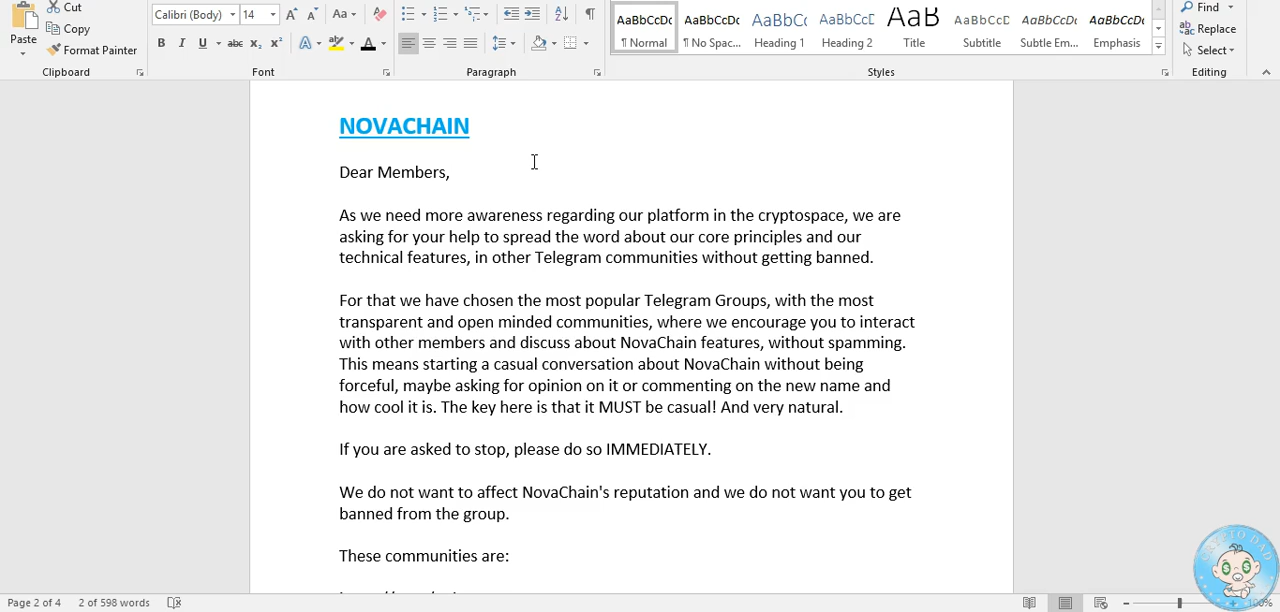 Cut
Copy
Format Painter
Paste
Clipboard
Calibri (Body)
14
Font
Paragraph
AaBbCcDc AaBbCcDc AaBbCc AaBbCcE AaB AaBbCcD AaBbCcDt AaBbCcDt
¶ Normal ¶ No Spac... Heading 1 Heading 2 Title Subtitle Subtle Em... Emphasis
Styles
Find
Replace
Select
Editing
NOVACHAIN
Dear Members,
As we need more awareness regarding our platform in the cryptospace, we are
asking for your help to spread the word about our core principles and our
technical features, in other Telegram communities without getting banned.
For that we have chosen the most popular Telegram Groups, with the most
transparent and open minded communities, where we encourage you to interact
with other members and discuss about NovaChain features, without spamming.
This means starting a casual conversation about NovaChain without being
forceful, maybe asking for opinion on it or commenting on the new name and
how cool it is. The key here is that it MUST be casual! And very natural.
If you are asked to stop, please do so IMMEDIATELY.
We do not want to affect NovaChain's reputation and we do not want you to get
banned from the group.
These communities are:
Page 2 of 4 2 of 598 words
100%
CRYPTO DAD